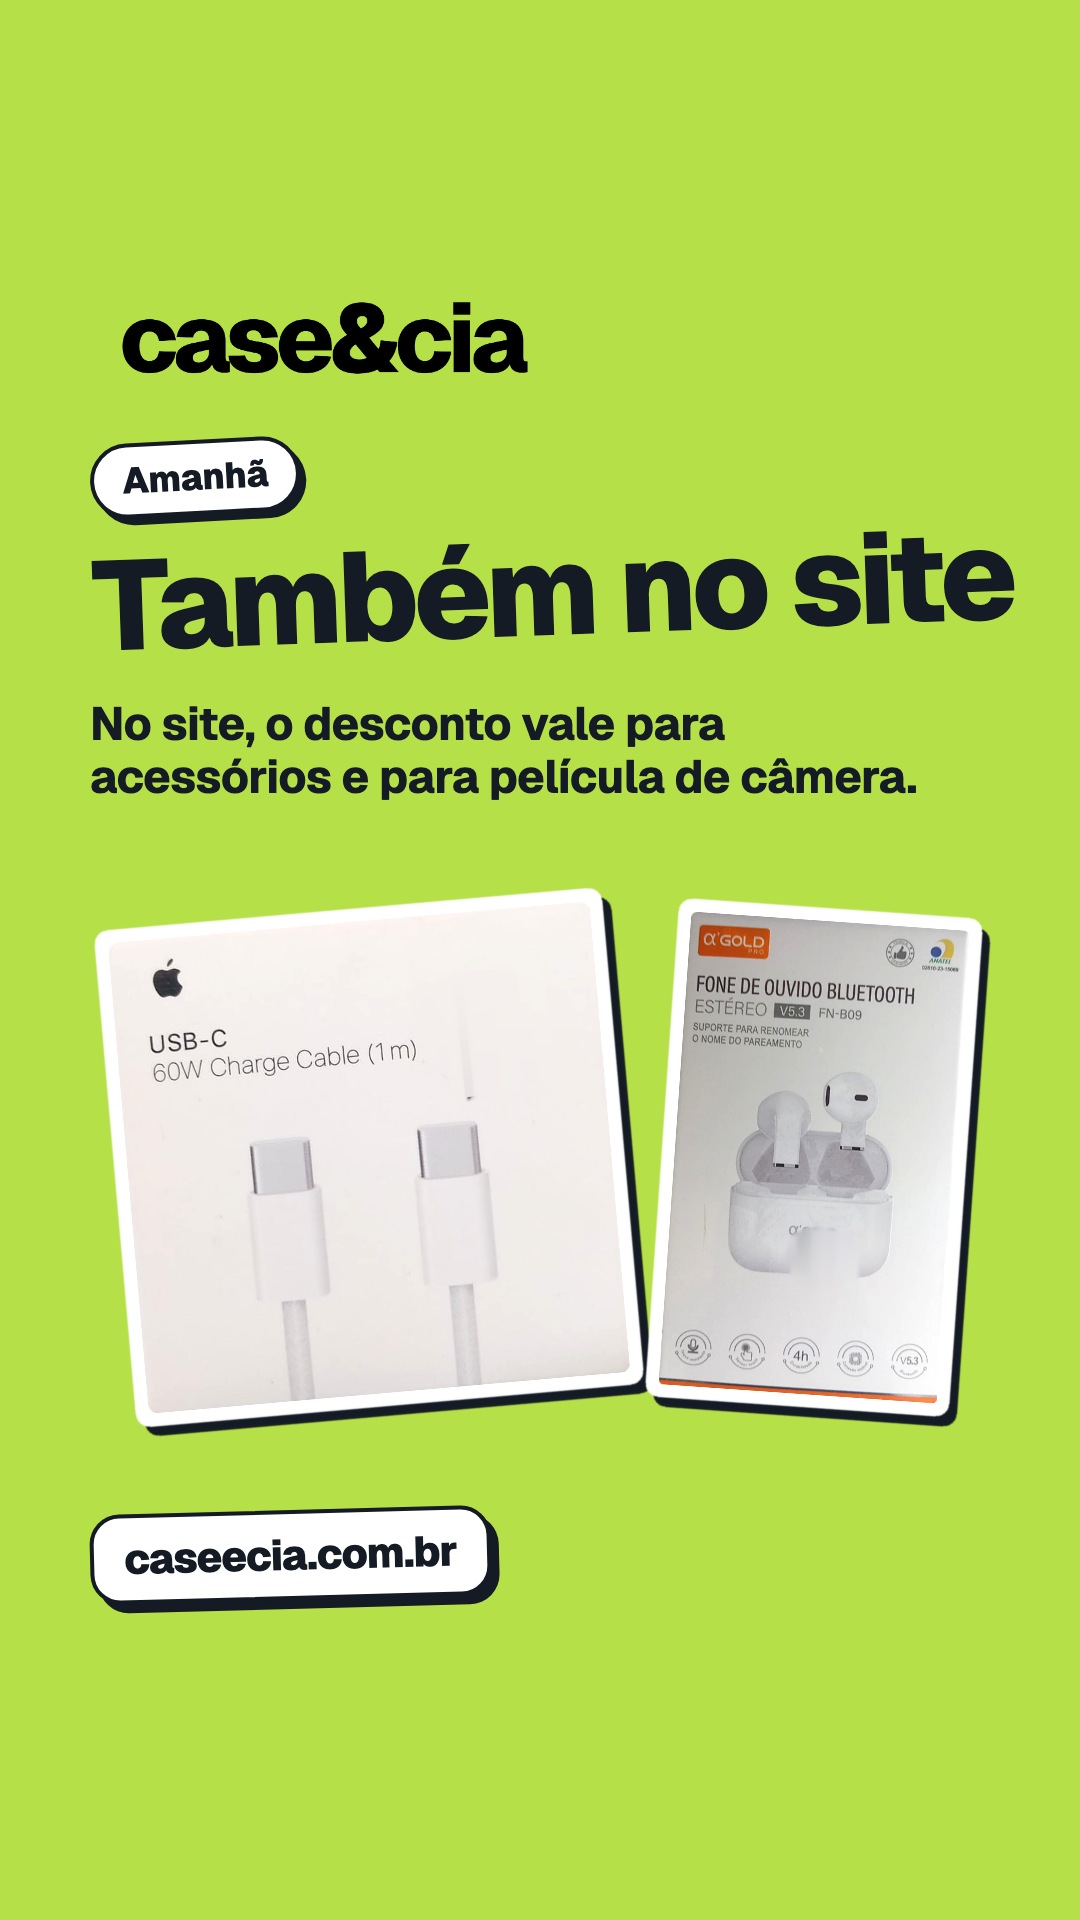 case&cia
Amanhã
Também no site
No site, o desconto vale para
acessórios e para película de câmera.
USB-C
60W Charge Cable (1 m)
α'GOLD
PRO
ANATEL
FONE DE OUVIDO BLUETOOTH
ESTÉREO V5.3 FN-B09
SUPORTE PARA RENOMEAR
O NOME DO PAREAMENTO
4h
V5.3
caseecia.com.br